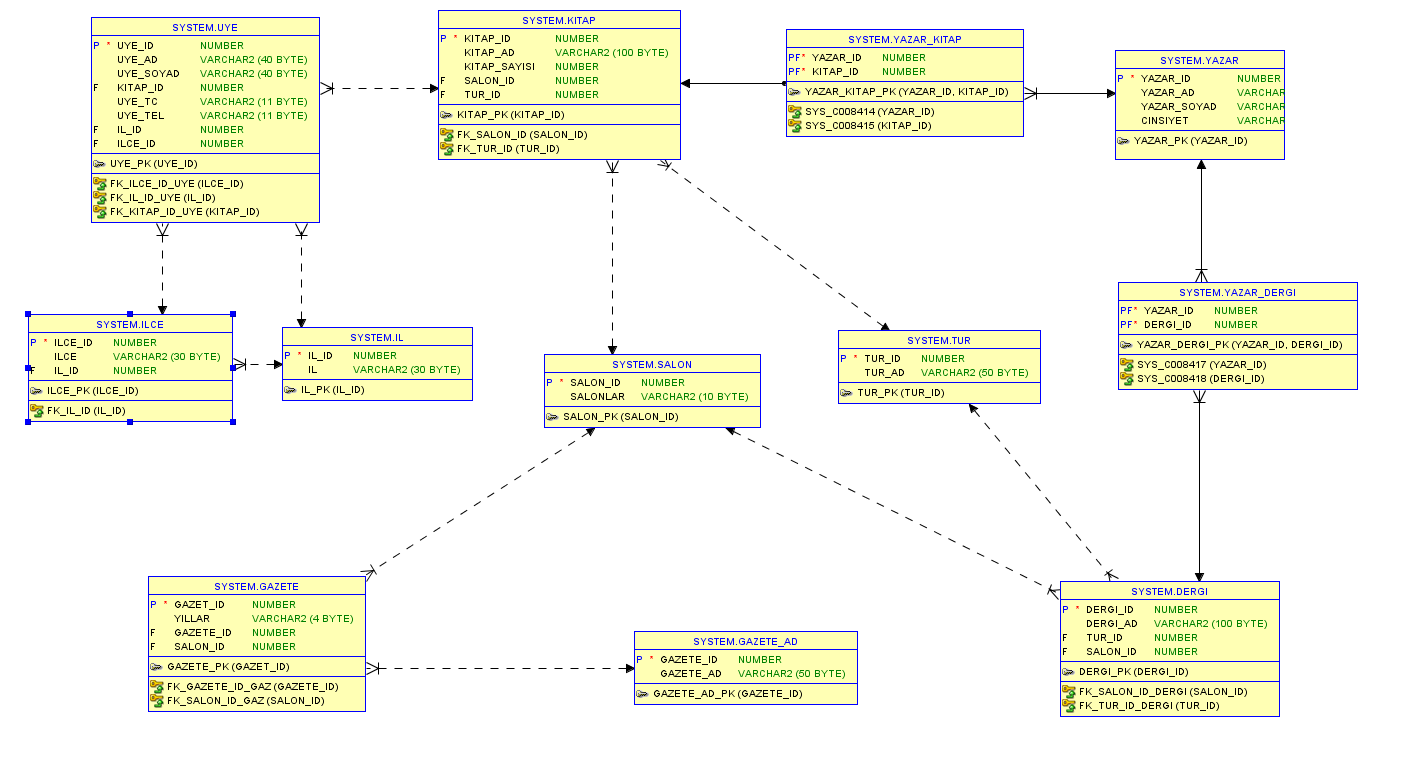 SYSTEM.UYE
P * UYE_ID NUMBER
UYE_AD VARCHAR2 (40 BYTE)
UYE_SOYAD VARCHAR2 (40 BYTE)
F KITAP_ID NUMBER
UYE_TC VARCHAR2 (11 BYTE)
UYE_TEL VARCHAR2 (11 BYTE)
F IL_ID NUMBER
F ILCE_ID NUMBER
UYE_PK (UYE_ID)
FK_ILCE_ID_UYE (ILCE_ID)
FK_IL_ID_UYE (IL_ID)
FK_KITAP_ID_UYE (KITAP_ID)
SYSTEM.KITAP
P * KITAP_ID NUMBER
KITAP_AD VARCHAR2 (100 BYTE)
KITAP_SAYISI NUMBER
F SALON_ID NUMBER
F TUR_ID NUMBER
KITAP_PK (KITAP_ID)
FK_SALON_ID (SALON_ID)
FK_TUR_ID (TUR_ID)
SYSTEM.YAZAR_KITAP
PF* YAZAR_ID NUMBER
PF* KITAP_ID NUMBER
YAZAR_KITAP_PK (YAZAR_ID, KITAP_ID)
SYS_C008414 (YAZAR_ID)
SYS_C008415 (KITAP_ID)
SYSTEM.YAZAR
P * YAZAR_ID NUMBER
YAZAR_AD VARCHAR
YAZAR_SOYAD VARCHAR
CINSIYET VARCHAR
YAZAR_PK (YAZAR_ID)
SYSTEM.ILCE
P * ILCE_ID NUMBER
ILCE VARCHAR2 (30 BYTE)
F IL_ID NUMBER
ILCE_PK (ILCE_ID)
FK_IL_ID (IL_ID)
SYSTEM.IL
P * IL_ID NUMBER
IL VARCHAR2 (30 BYTE)
IL_PK (IL_ID)
SYSTEM.SALON
P * SALON_ID NUMBER
SALONLAR VARCHAR2 (10 BYTE)
SALON_PK (SALON_ID)
SYSTEM.TUR
P * TUR_ID NUMBER
TUR_AD VARCHAR2 (50 BYTE)
TUR_PK (TUR_ID)
SYSTEM.YAZAR_DERGI
PF* YAZAR_ID NUMBER
PF* DERGI_ID NUMBER
YAZAR_DERGI_PK (YAZAR_ID, DERGI_ID)
SYS_C008417 (YAZAR_ID)
SYS_C008418 (DERGI_ID)
SYSTEM.GAZETE
P * GAZET_ID NUMBER
YILLAR VARCHAR2 (4 BYTE)
F GAZETE_ID NUMBER
F SALON_ID NUMBER
GAZETE_PK (GAZET_ID)
FK_GAZETE_ID_GAZ (GAZETE_ID)
FK_SALON_ID_GAZ (SALON_ID)
SYSTEM.GAZETE_AD
P * GAZETE_ID NUMBER
GAZETE_AD VARCHAR2 (50 BYTE)
GAZETE_AD_PK (GAZETE_ID)
SYSTEM.DERGI
P * DERGI_ID NUMBER
DERGI_AD VARCHAR2 (100 BYTE)
F TUR_ID NUMBER
F SALON_ID NUMBER
DERGI_PK (DERGI_ID)
FK_SALON_ID_DERGI (SALON_ID)
FK_TUR_ID_DERGI (TUR_ID)